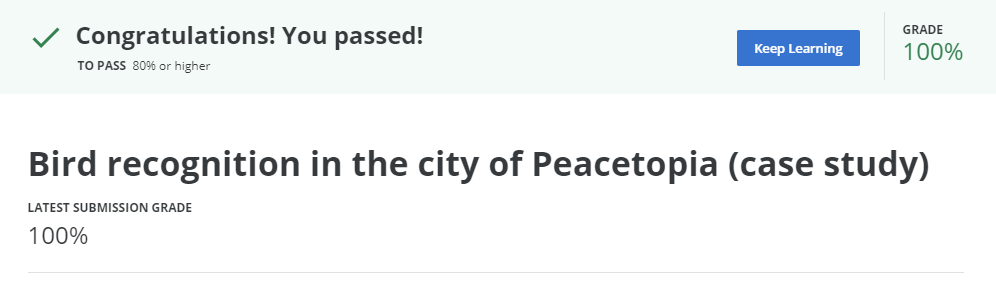 Congratulations! You passed!
TO PASS 80% or higher
Keep Learning
GRADE
100%
Bird recognition in the city of Peacetopia (case study)
LATEST SUBMISSION GRADE
100%